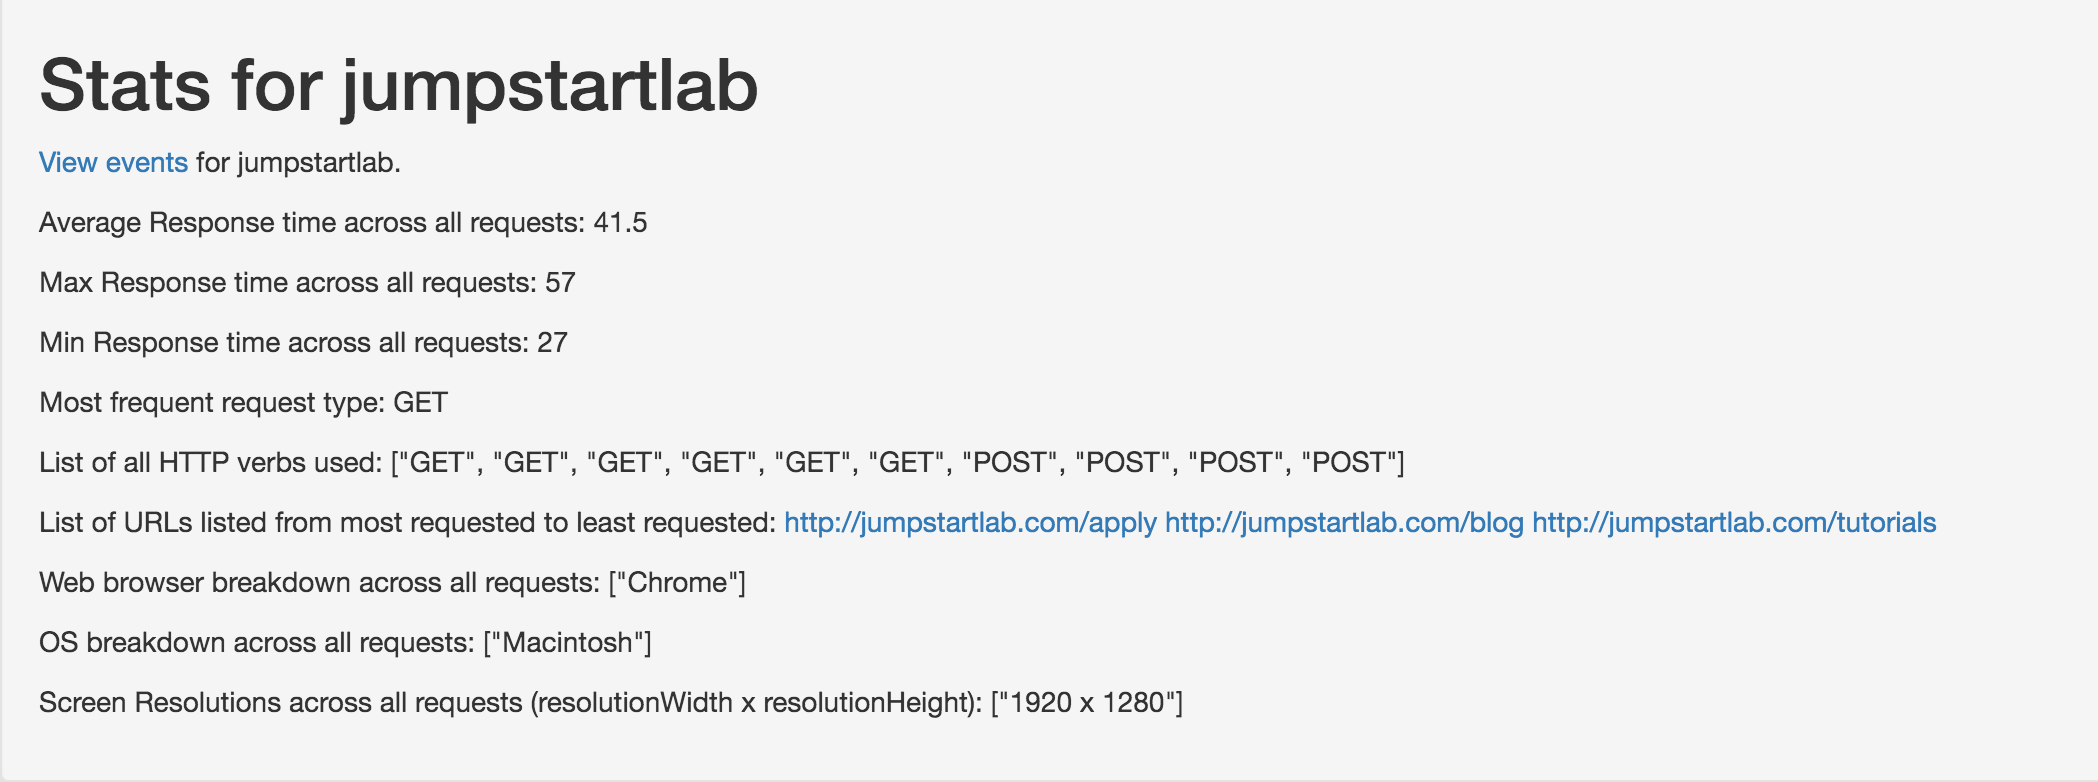 Stats for jumpstartlab
View events for jumpstartlab.
Average Response time across all requests: 41.5
Max Response time across all requests: 57
Min Response time across all requests: 27
Most frequent request type: GET
List of all HTTP verbs used: ["GET", "GET", "GET", "GET", "GET", "GET", "POST", "POST", "POST", "POST"]
List of URLs listed from most requested to least requested: http://jumpstartlab.com/apply http://jumpstartlab.com/blog http://jumpstartlab.com/tutorials
Web browser breakdown across all requests: ["Chrome"]
OS breakdown across all requests: ["Macintosh"]
Screen Resolutions across all requests (resolutionWidth x resolutionHeight): ["1920 x 1280"]